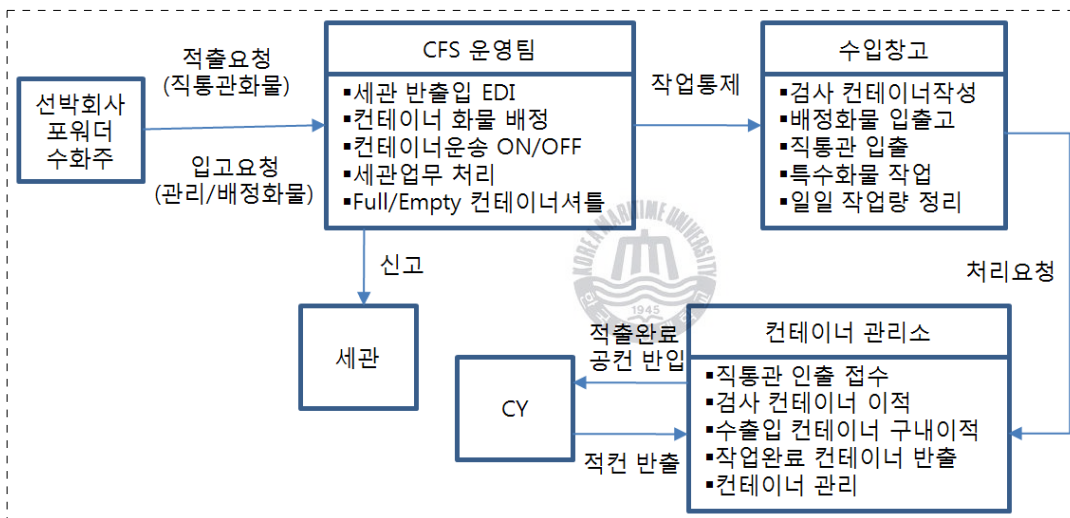 적출요청
(직통관화물)
선박회사
포워더
수화주
입고요청
(관리/배정화물)
CFS 운영팀
▪세관 반출입 EDI
▪컨테이너 화물 배정
▪컨테이너운송 ON/OFF
▪세관업무 처리
▪Full/Empty 컨테이너셔틀
작업통제
수입창고
▪검사 컨테이너작성
▪배정화물 입출고
▪직통관 입출
▪특수화물 작업
▪일일 작업량 정리
신고
처리요청
세관
KOREA MARITIME UNIVERSITY
1945
적출완료
공컨 반입
CY
적컨 반출
컨테이너 관리소
▪직통관 인출 접수
▪검사 컨테이너 이적
▪수출입 컨테이너 구내이적
▪작업완료 컨테이너 반출
▪컨테이너 관리